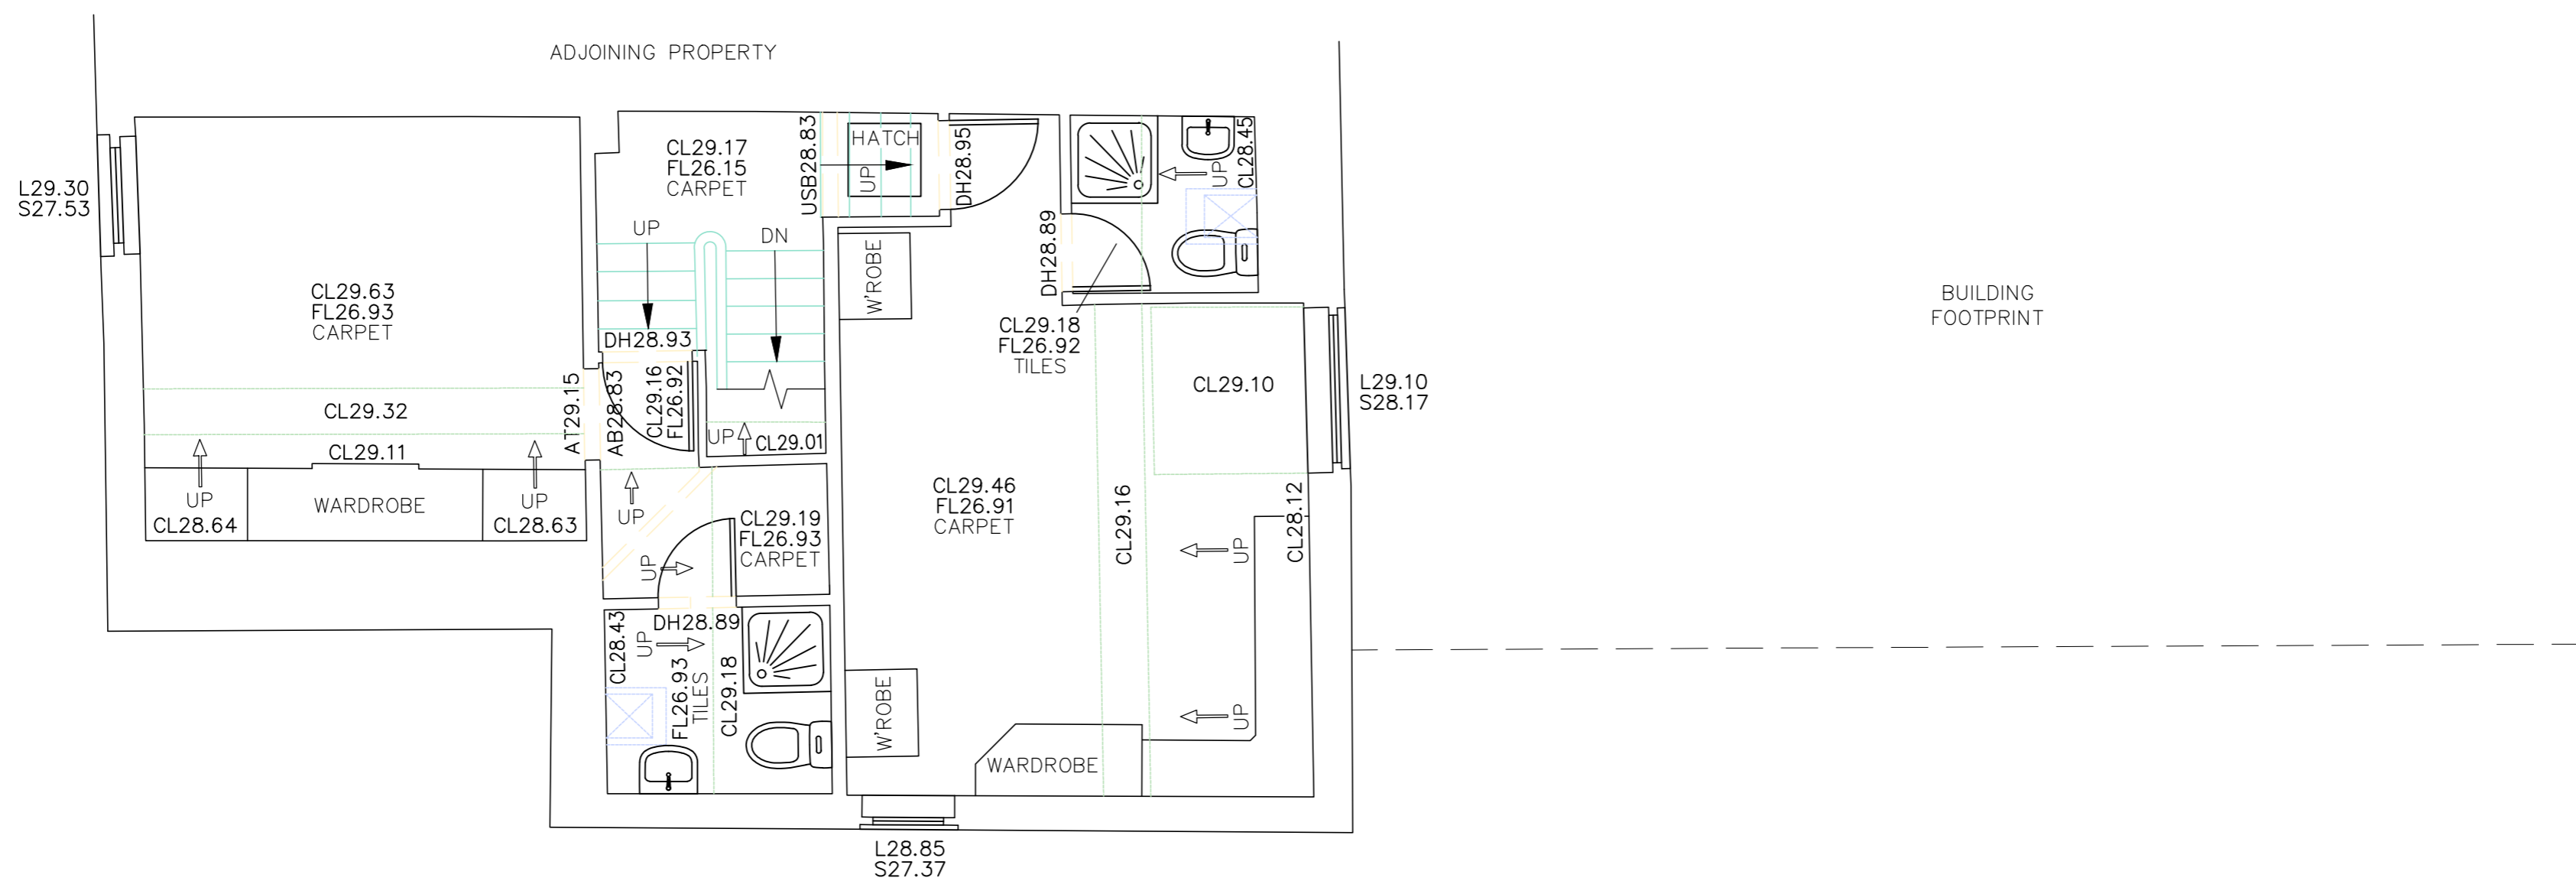 ADJOINING PROPERTY
L29.30
S27.53
CL29.63
FL26.93
CARPET
CL29.32
CL29.11
UP
CL28.64
WARDROBE
UP
CL28.63
AT29.15
AB28.83
CL29.17
FL26.15
CARPET
USB28.83
HATCH
UP
DH28.95
UP
DN
DH28.93
CL29.16
FL26.92
UP
CL29.01
UP
UP
CL29.19
FL26.93
CARPET
DH28.89
CL28.43
UP
FL26.93
TILES
CL29.18
W'ROBE
W'ROBE
DH28.89
UP
CL28.45
CL29.18
FL26.92
TILES
CL29.46
FL26.91
CARPET
CL29.16
CL29.10
CL28.12
UP
UP
WARDROBE
L29.10
S28.17
L28.85
S27.37
BUILDING
FOOTPRINT